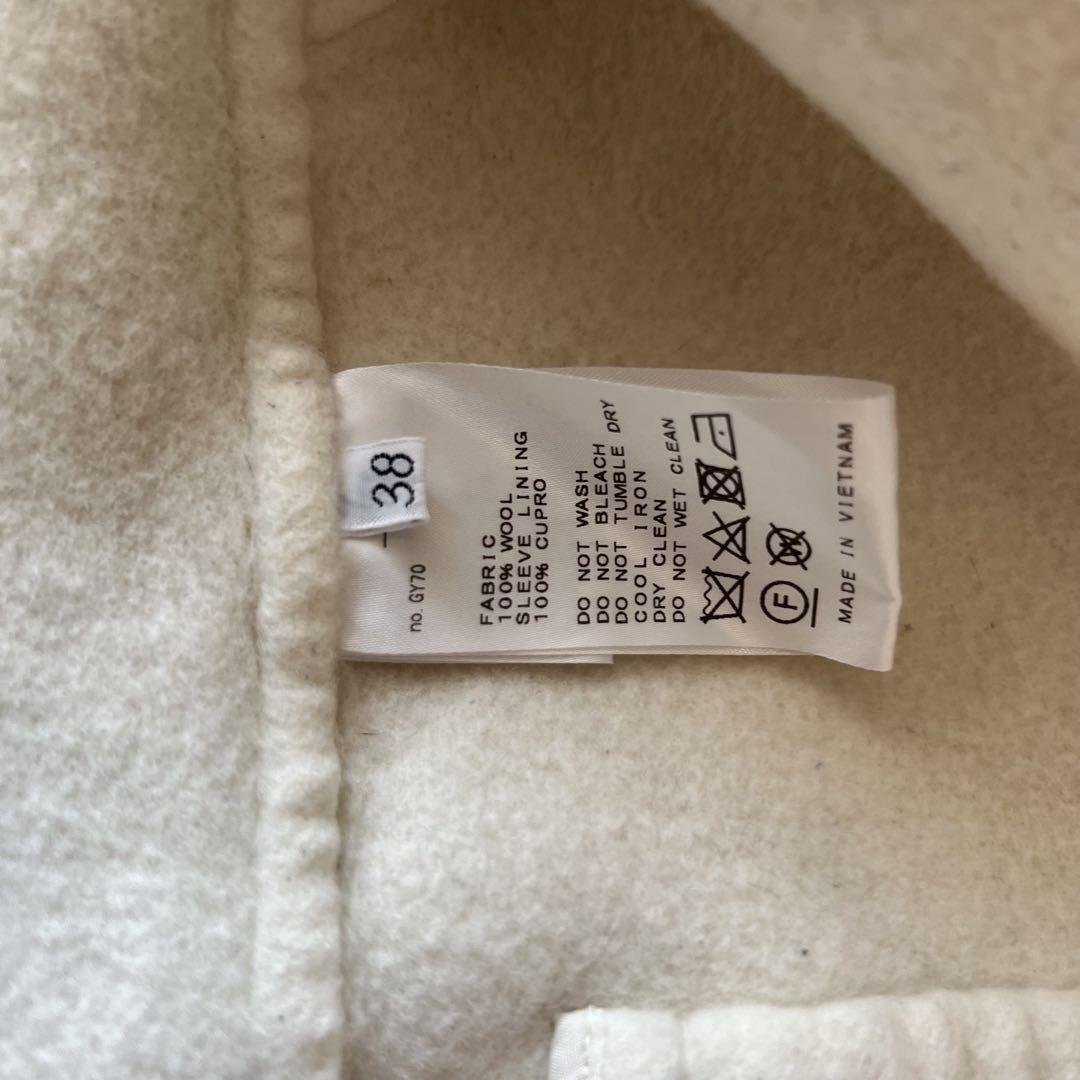 38
no. GY70
FABRIC
100% WOOL
SLEEVE LINING
100% CUPRO
DO NOT WASH
DO NOT BLEACH
DO NOT TUMBLE DRY
COOL IRON
DRY CLEAN
DO NOT WET CLEAN
F
W
MADE IN VIETNAM